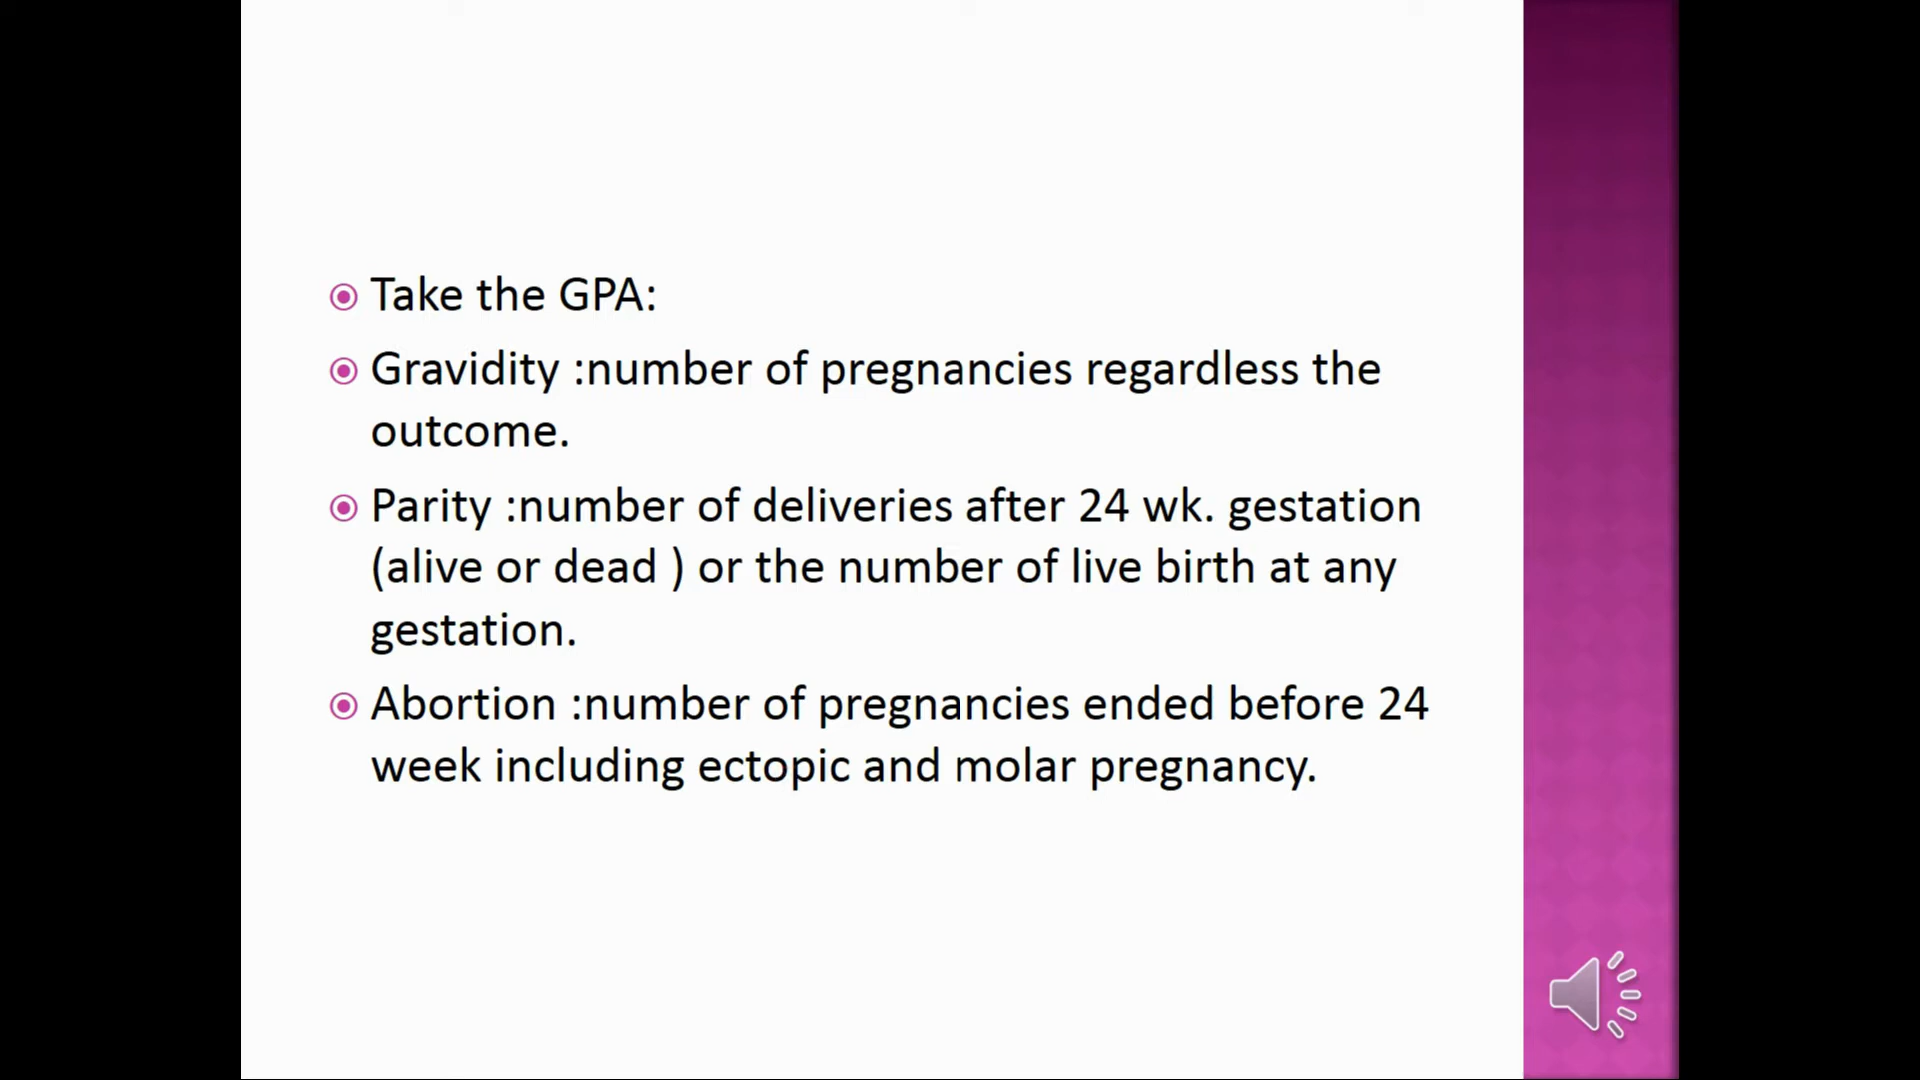 Take the GPA:
Gravidity :number of pregnancies regardless the
outcome.
Parity :number of deliveries after 24 wk. gestation
(alive or dead ) or the number of live birth at any
gestation.
Abortion :number of pregnancies ended before 24
week including ectopic and molar pregnancy.